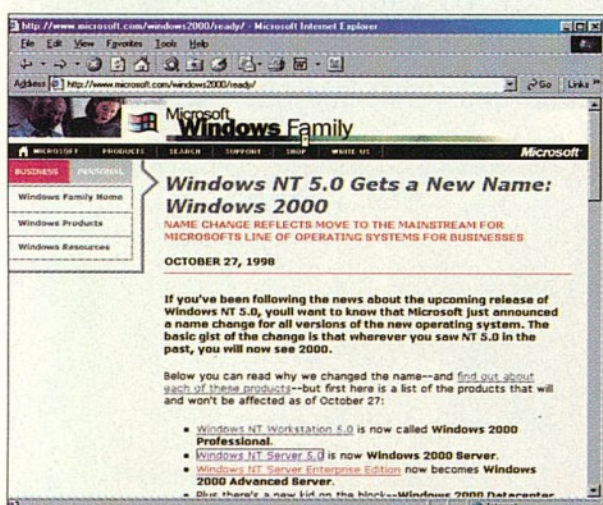 http://www.microsoft.com/windows2000/ready/ - Microsoft Internet Explorer
File Edit View Favorites Tools Help
Address http://www.microsoft.com/windows2000/ready/ Go Links »
Microsoft
Windows Family
MICROSOFT PRODUCTS SEARCH SUPPORT SHOP WRITE US Microsoft
BUSINESS PERSONAL
Windows Family Home
Windows Products
Windows Resources
Windows NT 5.0 Gets a New Name:
Windows 2000
NAME CHANGE REFLECTS MOVE TO THE MAINSTREAM FOR
MICROSOFTS LINE OF OPERATING SYSTEMS FOR BUSINESSES
OCTOBER 27, 1998
If you've been following the news about the upcoming release of
Windows NT 5.0, youll want to know that Microsoft just announced
a name change for all versions of the new operating system. The
basic gist of the change is that wherever you saw NT 5.0 in the
past, you will now see 2000.
Below you can read why we changed the name--and find out about
each of these products--but first here is a list of the products that will
and won't be affected as of October 27:
▪ Windows NT Workstation 5.0 is now called Windows 2000
Professional.
▪ Windows NT Server 5.0 is now Windows 2000 Server.
▪ Windows NT Server Enterprise Edition now becomes Windows
2000 Advanced Server.
▪ Plus there's a new kid on the block--Windows 2000 Datacenter